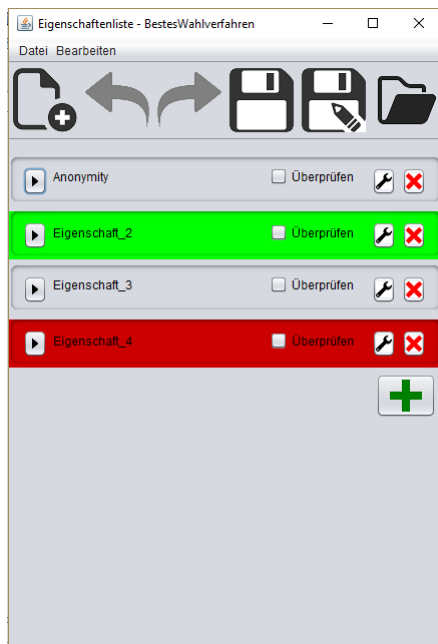 Eigenschaftenliste - BestesWahlverfahren
Datei Bearbeiten
Anonymity Überprüfen
Eigenschaft_2 Überprüfen
Eigenschaft_3 Überprüfen
Eigenschaft_4 Überprüfen